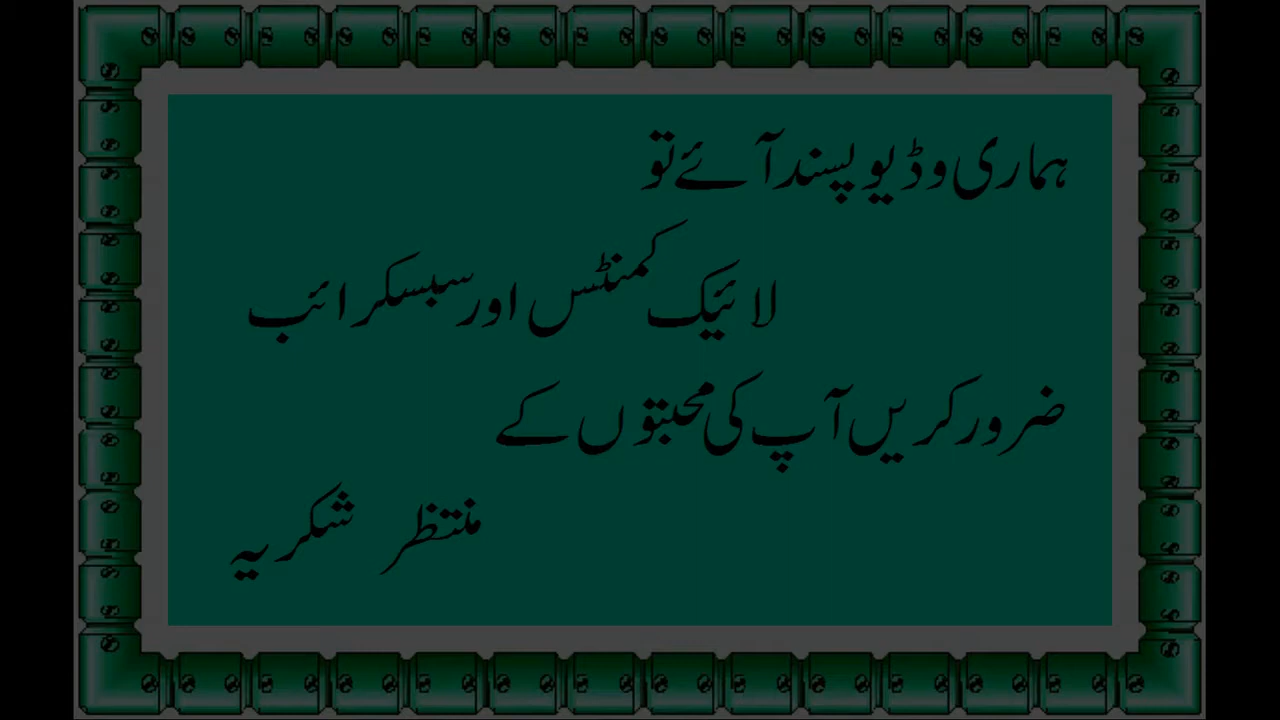 ہماری وڈیو پسند آئے تو
لائیک کمنٹس اور سبسکرائب
ضرور کریں آپ کی محبتوں کے
منتظر شکریہ